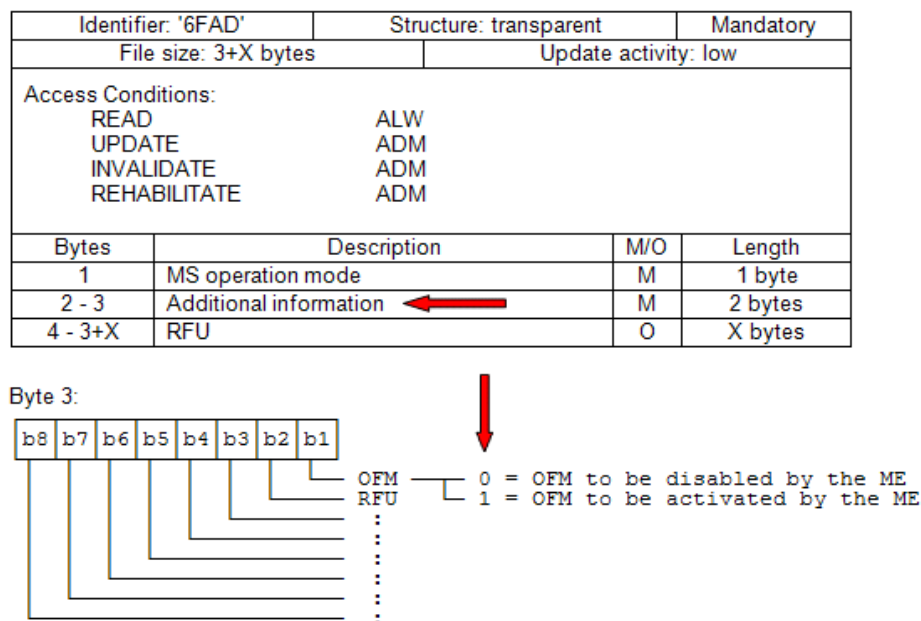 Identifier: '6FAD' Structure: transparent Mandatory
File size: 3+X bytes Update activity: low
Access Conditions:
READ ALW
UPDATE ADM
INVALIDATE ADM
REHABILITATE ADM
Bytes Description M/O Length
1 MS operation mode M 1 byte
2 - 3 Additional information M 2 bytes
4 - 3+X RFU O X bytes
Byte 3:
b8 b7 b6 b5 b4 b3 b2 b1
OFM 0 = OFM to be disabled by the ME
RFU 1 = OFM to be activated by the ME
:
:
:
:
:
: